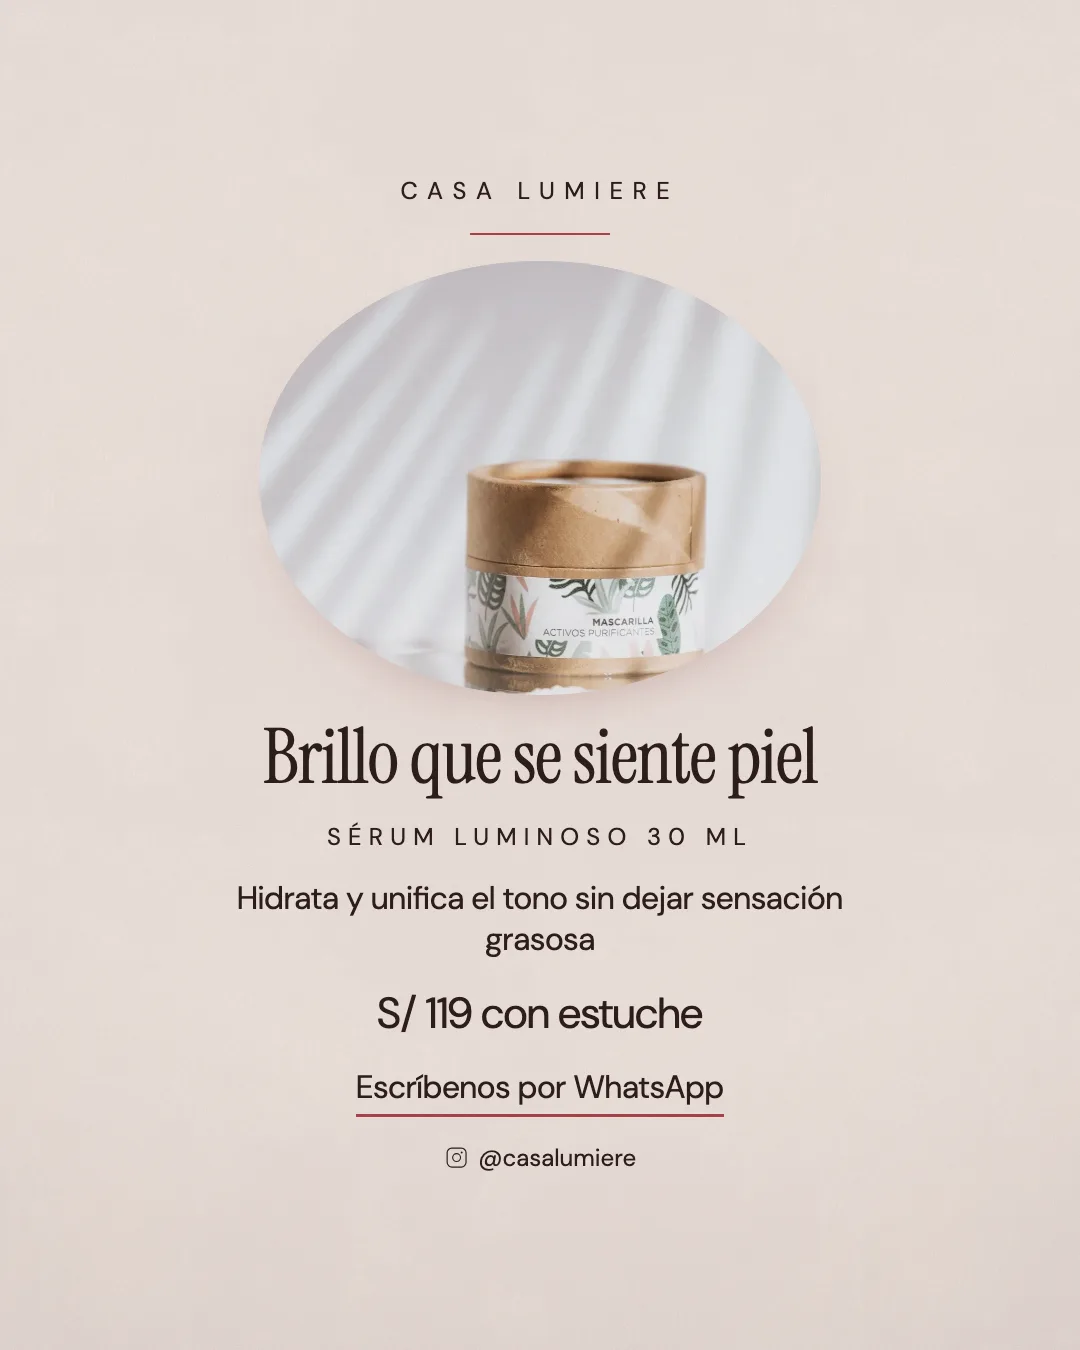 CASA LUMIERE
MASCARILLA
ACTIVOS PURIFICANTES
Brillo que se siente piel
SÉRUM LUMINOSO 30 ML
Hidrata y unifica el tono sin dejar sensación
grasosa
S/ 119 con estuche
Escríbenos por WhatsApp
@casalumiere